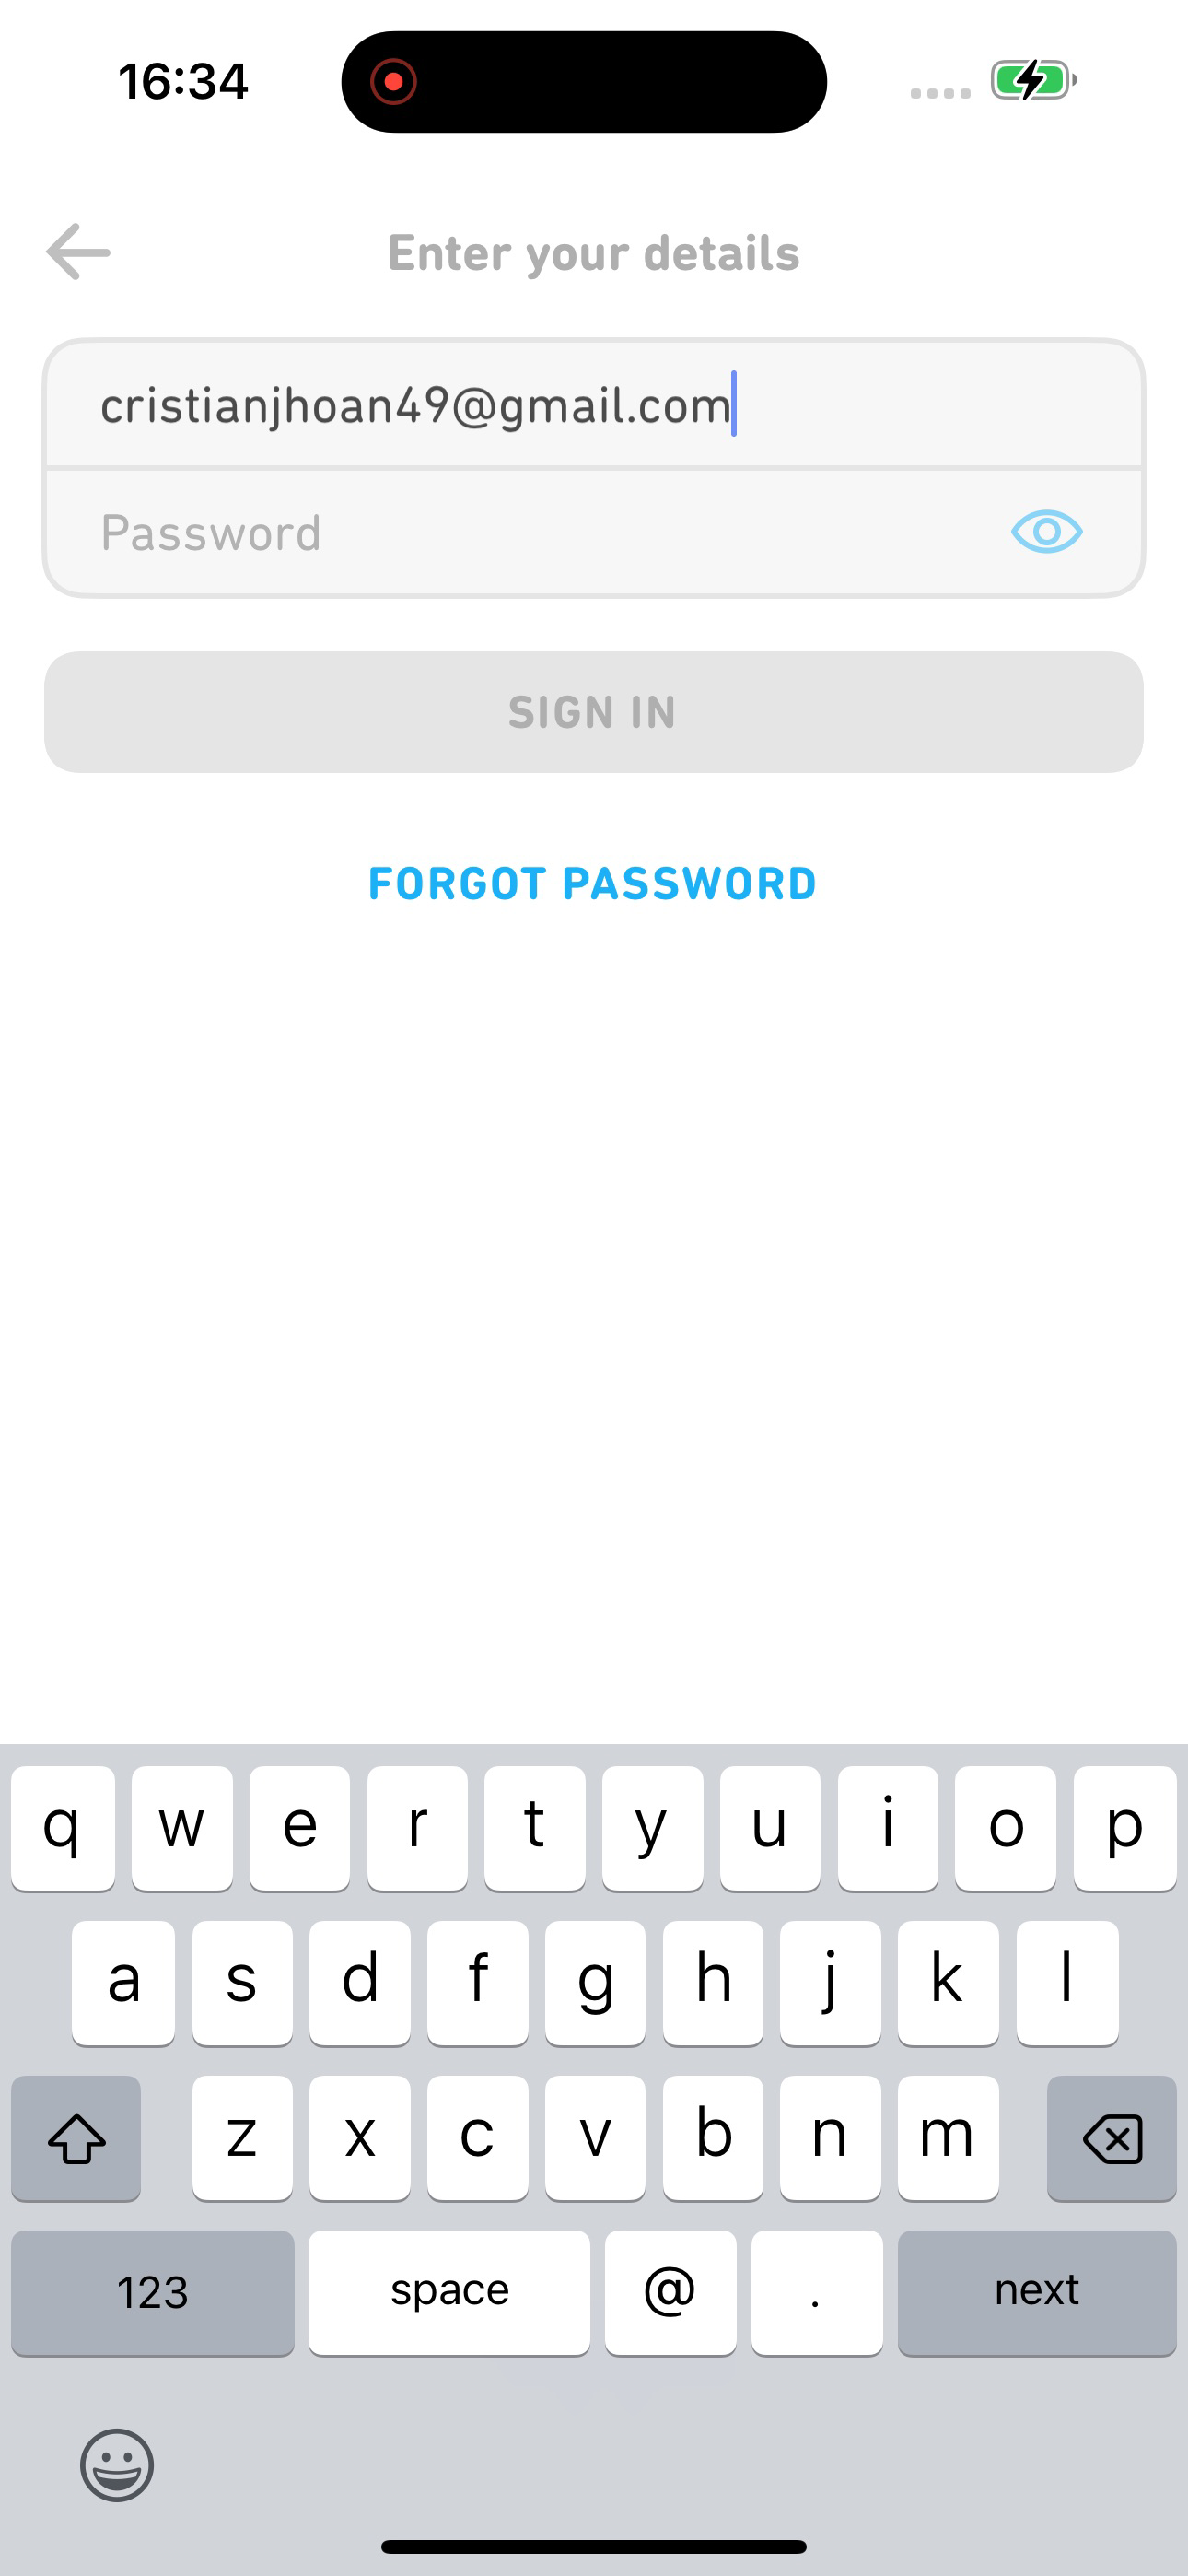 16:34
Enter your details
cristianjhoan49@gmail.com
Password
SIGN IN
FORGOT PASSWORD
q w e r t y u i o p
a s d f g h j k l
z x c v b n m
123 space @ . next